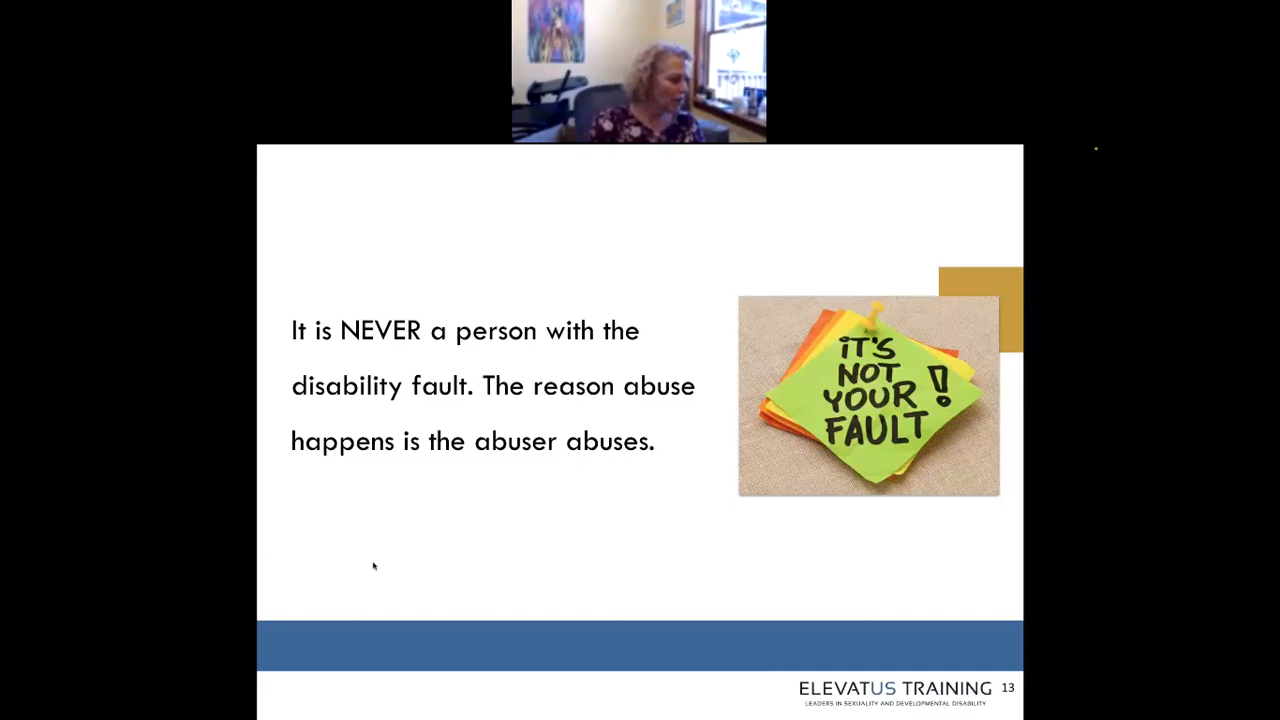 It is NEVER a person with the
disability fault. The reason abuse
happens is the abuser abuses.
IT'S
NOT
YOUR
FAULT!
ELEVATUS TRAINING
LEADERS IN SEXUALITY AND DEVELOPMENTAL DISABILITY
13